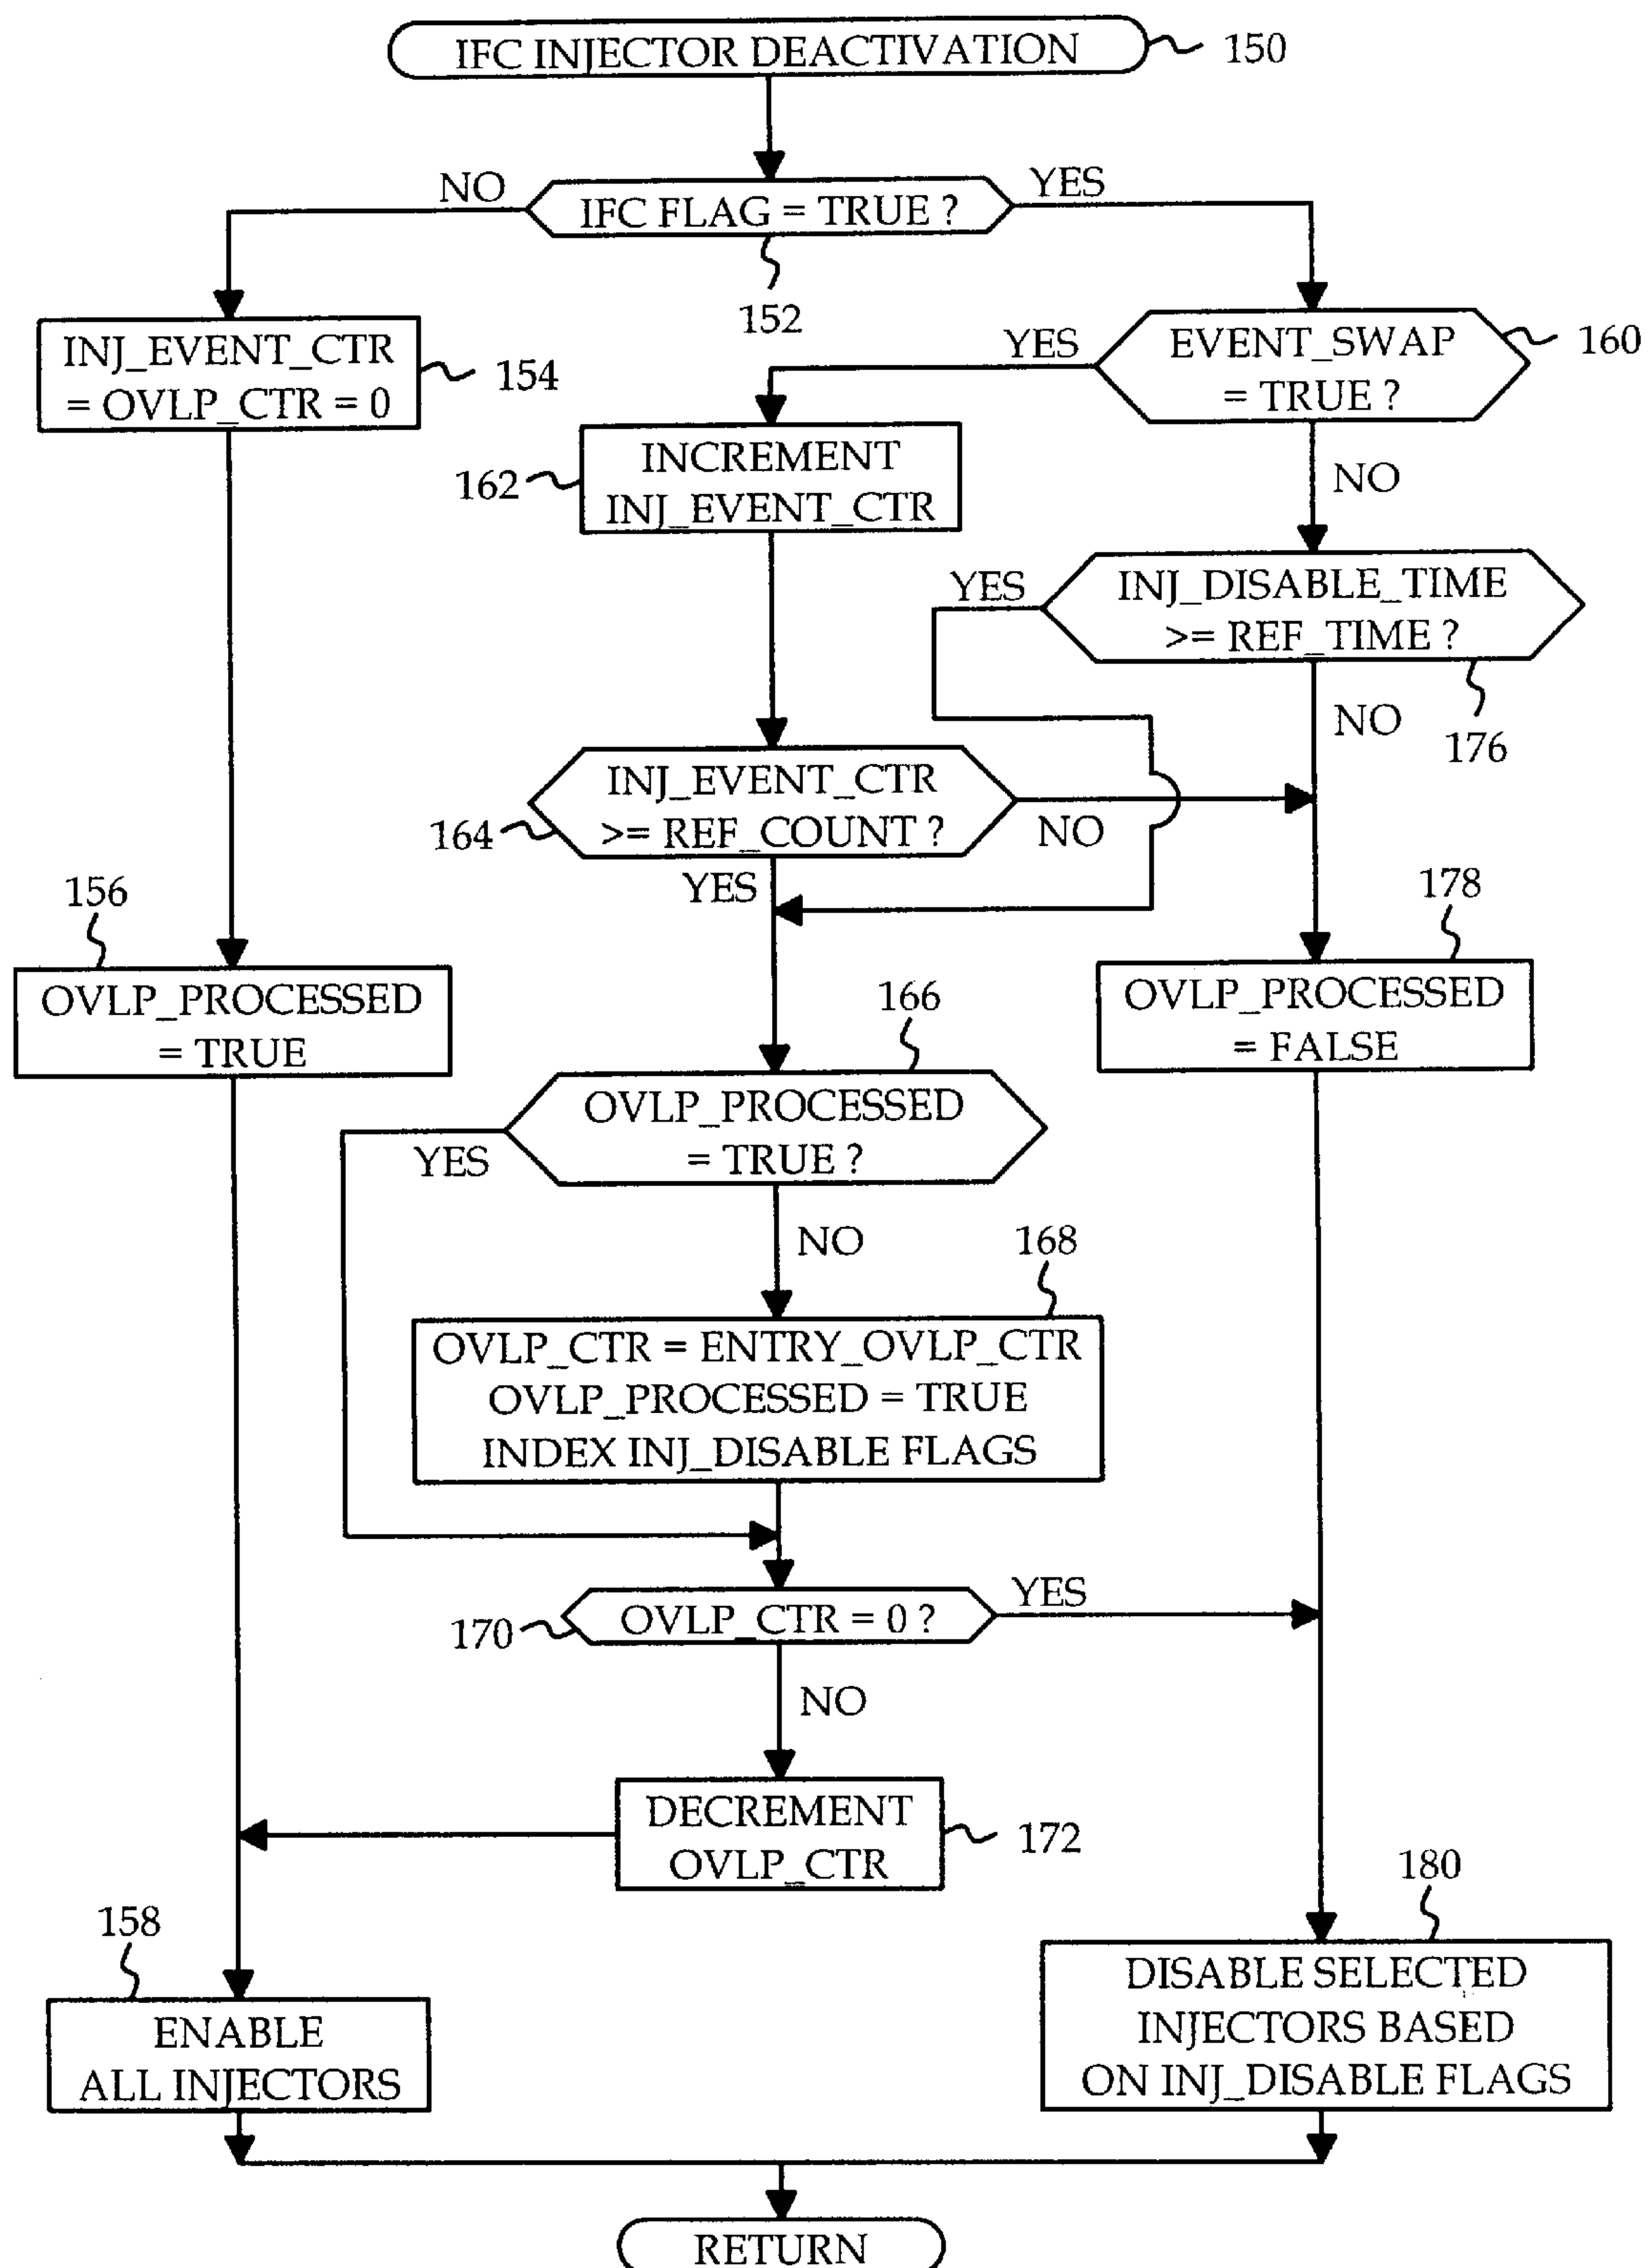 IFC INJECTOR DEACTIVATION
150
NO
IFC FLAG = TRUE ?
YES
152
INJ_EVENT_CTR
= OVLP_CTR = 0
154
YES
EVENT_SWAP
= TRUE ?
160
162
INCREMENT
INJ_EVENT_CTR
NO
YES
INJ_DISABLE_TIME
>= REF_TIME ?
176
NO
164
INJ_EVENT_CTR
>= REF_COUNT ?
NO
YES
156
OVLP_PROCESSED
= TRUE
178
OVLP_PROCESSED
= FALSE
166
OVLP_PROCESSED
= TRUE ?
YES
NO
168
OVLP_CTR = ENTRY_OVLP_CTR
OVLP_PROCESSED = TRUE
INDEX INJ_DISABLE FLAGS
170
OVLP_CTR = 0 ?
YES
NO
DECREMENT
OVLP_CTR
172
158
ENABLE
ALL INJECTORS
180
DISABLE SELECTED
INJECTORS BASED
ON INJ_DISABLE FLAGS
RETURN